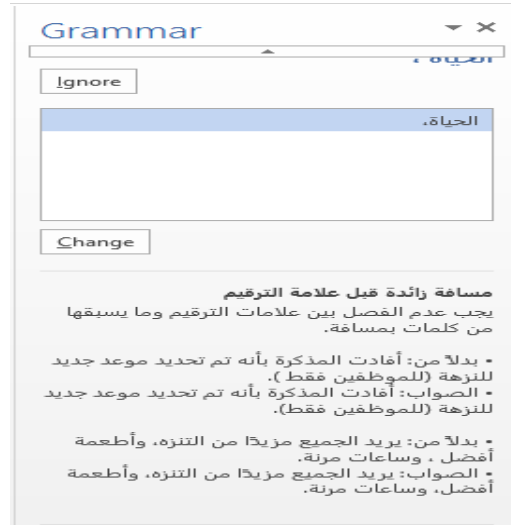 Grammar
الحياة ،
Ignore
الحياة،
Change
مسافة زائدة قبل علامة الترقيم
يجب عدم الفصل بين علامات الترقيم وما يسبقها
من كلمات بمسافة.
• بدلاً من: أفادت المذكرة بأنه تم تحديد موعد جديد
للنزهة (للموظفين فقط ).
• الصواب: أفادت المذكرة بأنه تم تحديد موعد جديد
للنزهة (للموظفين فقط).
• بدلاً من: يريد الجميع مزيدًا من التنزه، وأطعمة
أفضل ، وساعات مرنة.
• الصواب: يريد الجميع مزيدًا من التنزه، وأطعمة
أفضل، وساعات مرنة.